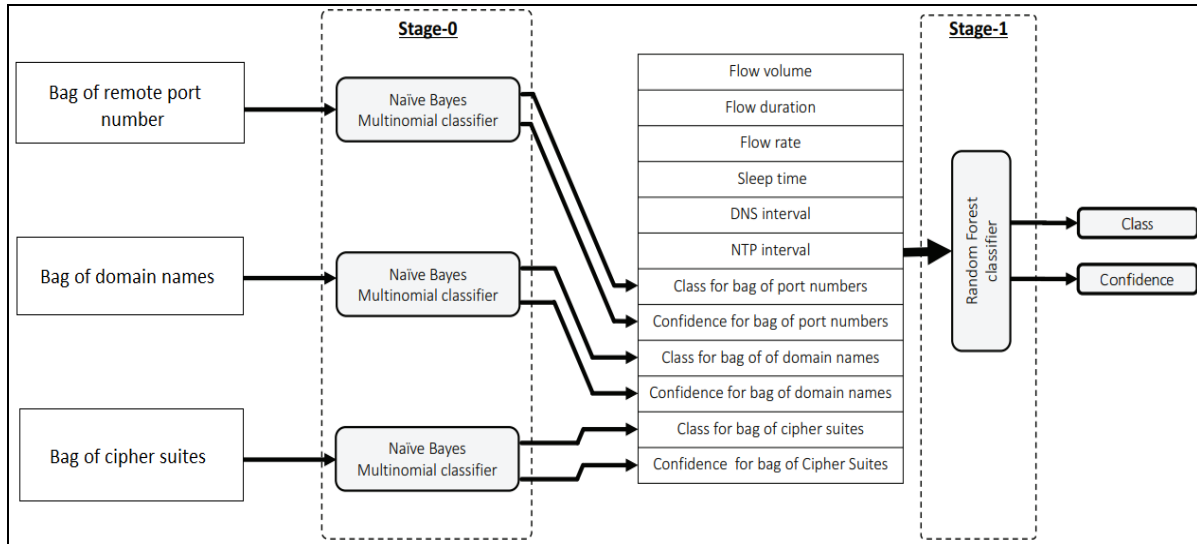 Stage-0
Stage-1
Bag of remote port
number
Naïve Bayes
Multinomial classifier
Bag of domain names
Naïve Bayes
Multinomial classifier
Bag of cipher suites
Naïve Bayes
Multinomial classifier
Flow volume
Flow duration
Flow rate
Sleep time
DNS interval
NTP interval
Class for bag of port numbers
Confidence for bag of port numbers
Class for bag of of domain names
Confidence for bag of domain names
Class for bag of cipher suites
Confidence for bag of Cipher Suites
Random Forest
classifier
Class
Confidence